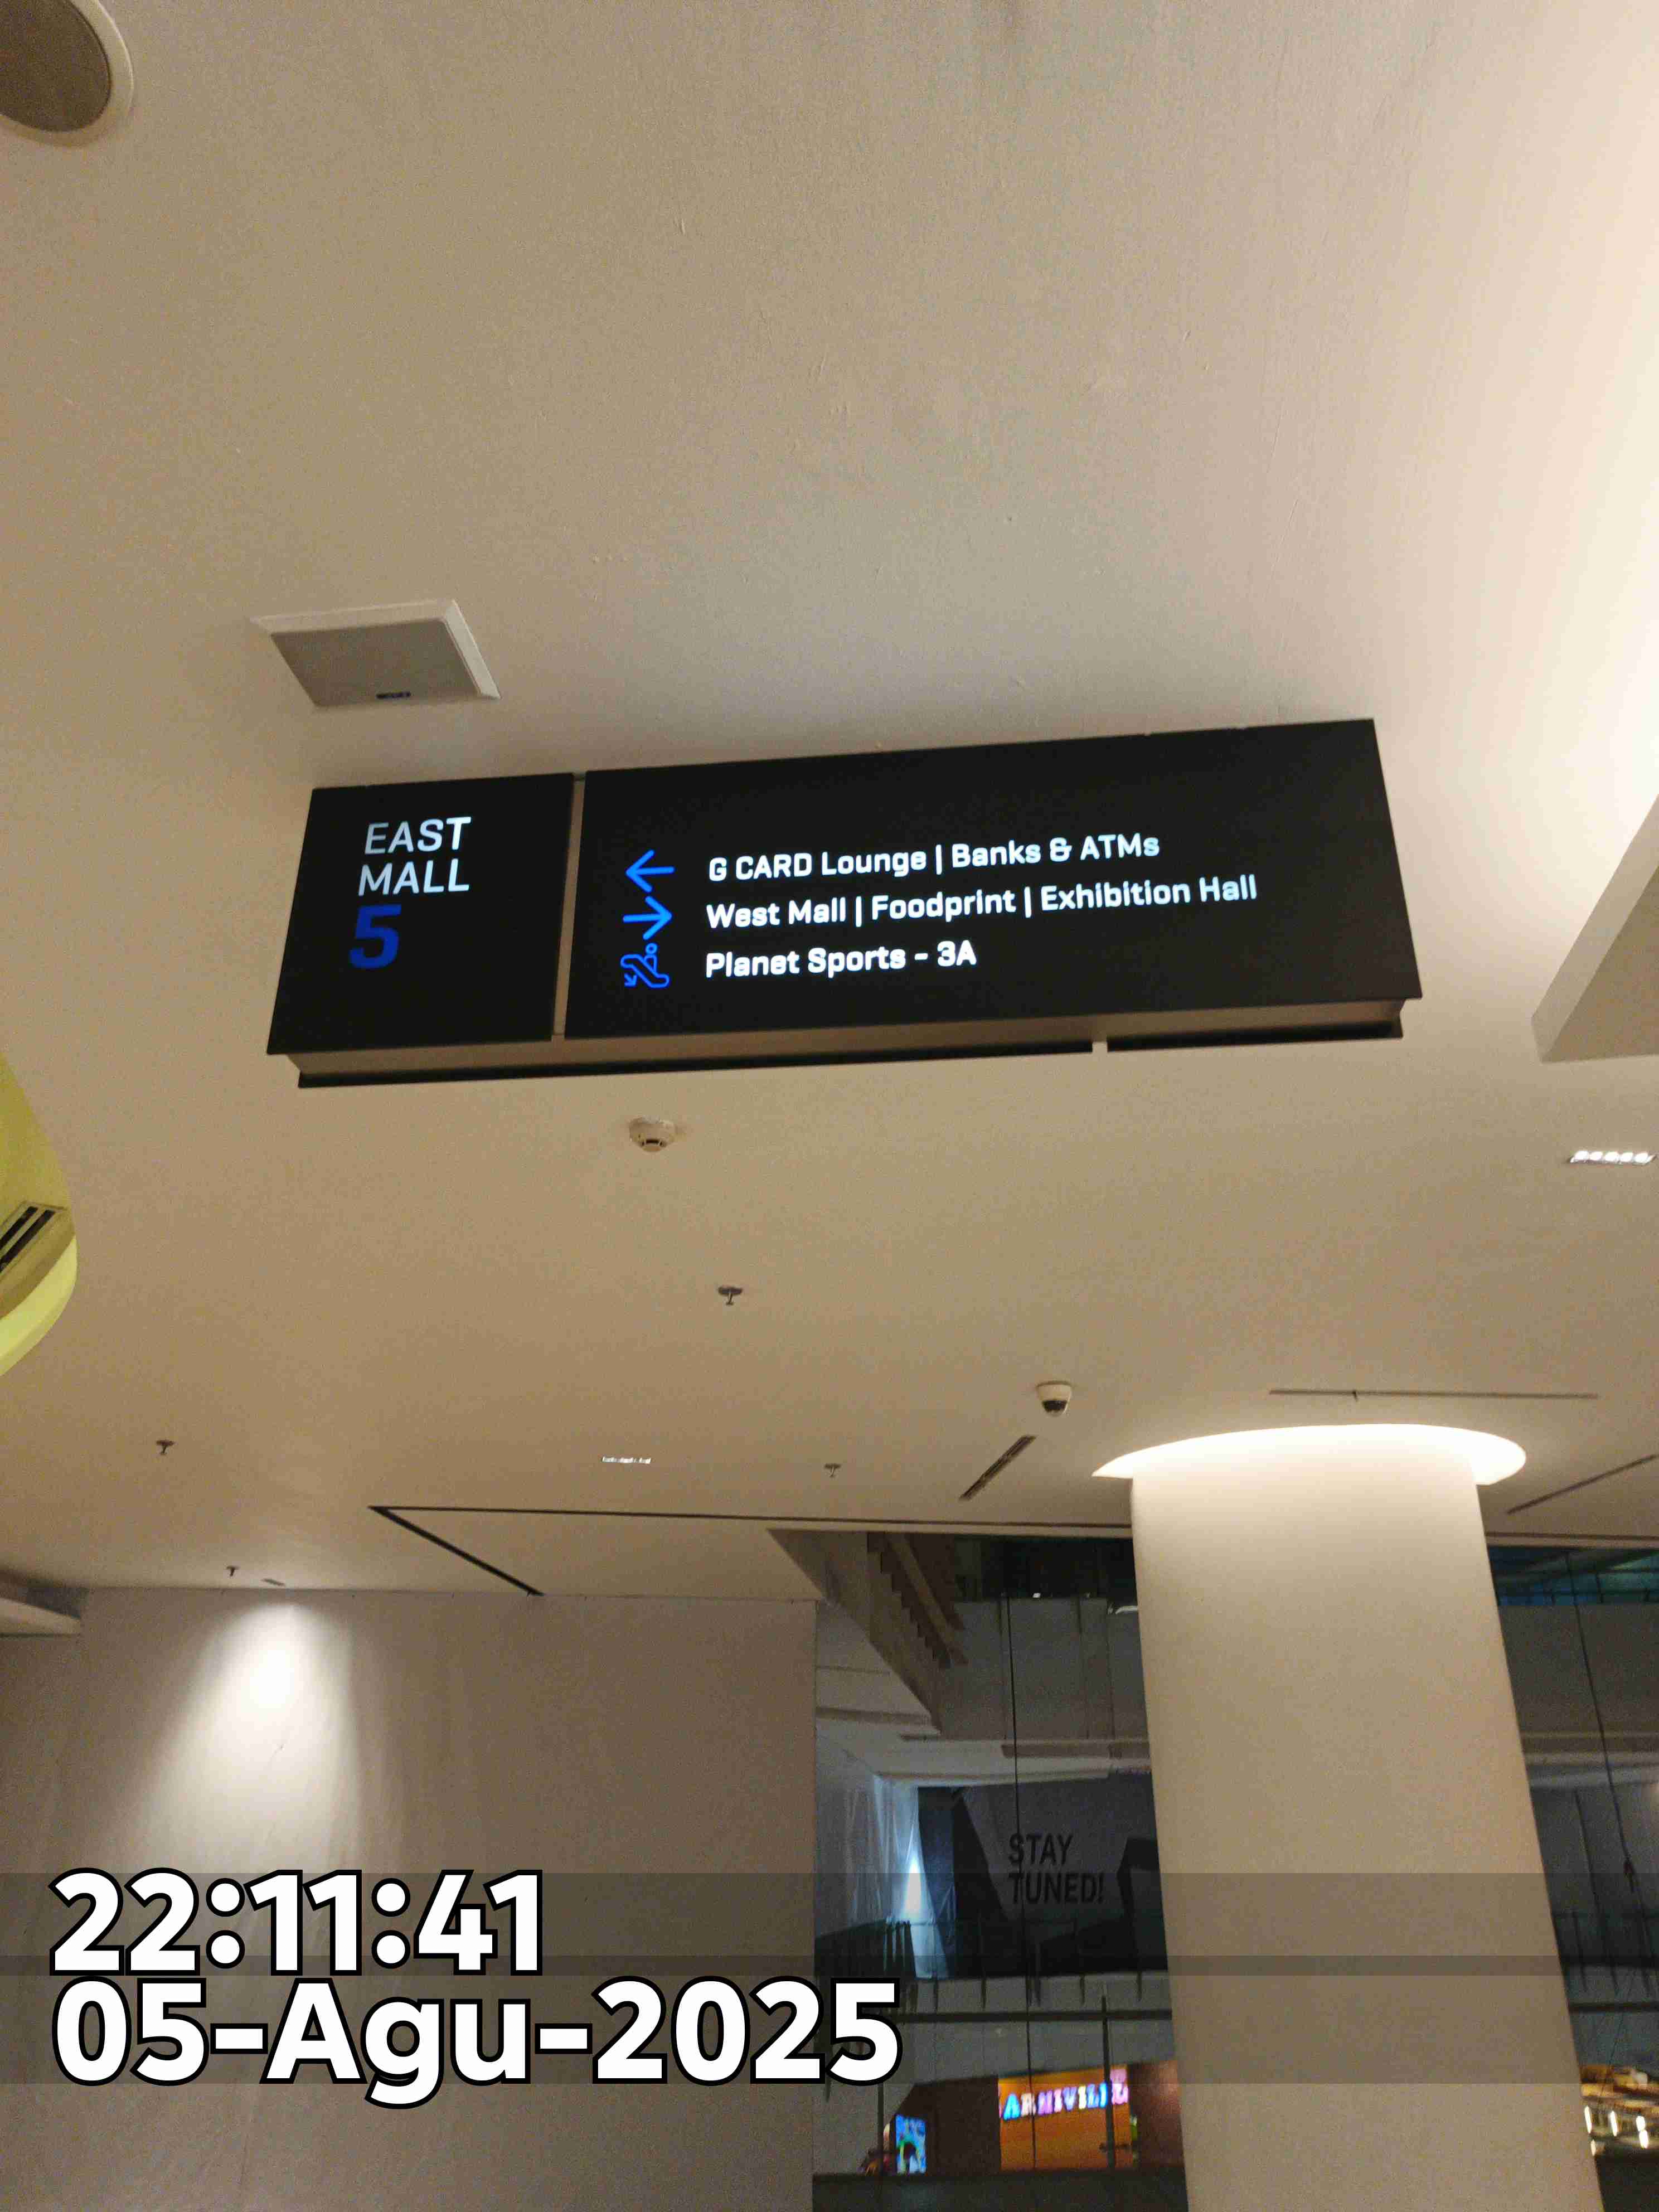 EAST
MALL
5
G CARD Lounge | Banks & ATMs
West Mall | Foodprint | Exhibition Hall
Planet Sports - 3A
STAY
TUNED!
22:11:41
05-Agu-2025